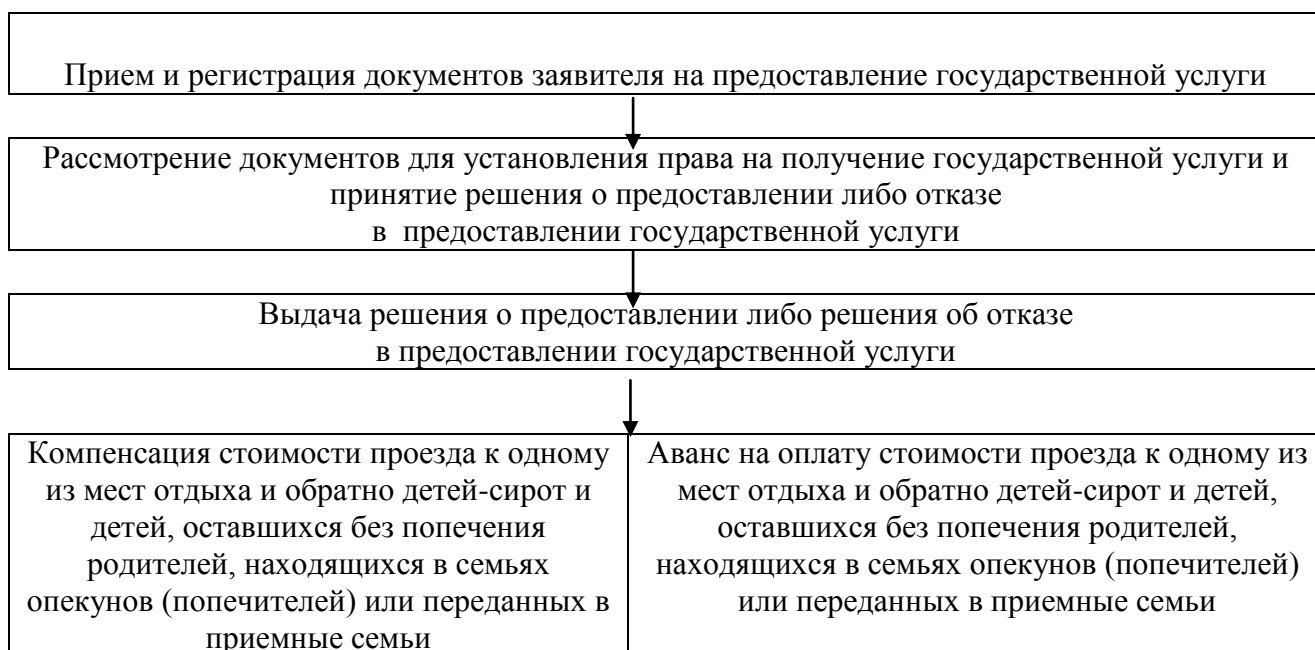 Прием и регистрация документов заявителя на предоставление государственной услуги
Рассмотрение документов для установления права на получение государственной услуги и
принятие решения о предоставлении либо отказе
в предоставлении государственной услуги
Выдача решения о предоставлении либо решения об отказе
в предоставлении государственной услуги
Компенсация стоимости проезда к одному
из мест отдыха и обратно детей-сирот и
детей, оставшихся без попечения
родителей, находящихся в семьях
опекунов (попечителей) или переданных в
приемные семьи
Аванс на оплату стоимости проезда к одному из
мест отдыха и обратно детей-сирот и детей,
оставшихся без попечения родителей,
находящихся в семьях опекунов (попечителей)
или переданных в приемные семьи